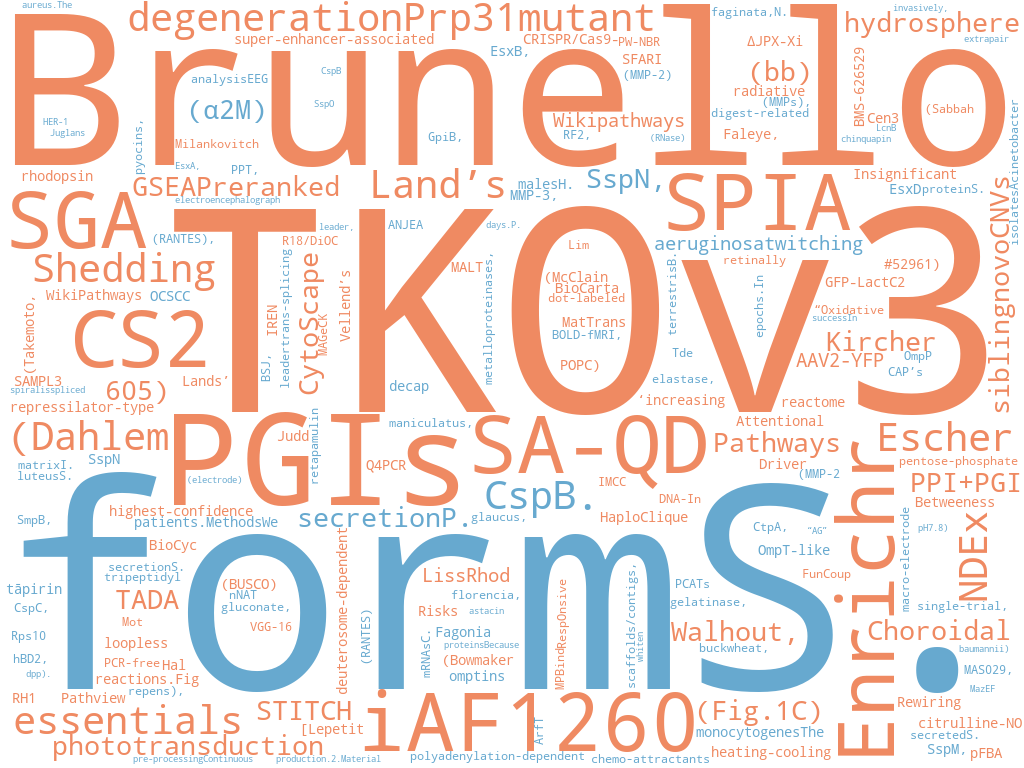 aureus.The
degenerationPrp31mutant
faginata,N.
invasively,
hydrosphere
super-enhancer-associated
CRISPR/Cas9-
PW-NBR
ΔJPX-Xi
extrapair
Brunello
EsxB,
SFARI
(bb)
analysisEEG
CspB
(MMP-2)
radiative
BMS-626529
(α2M)
SspO
(MMPs),
digest-related
(Sabbah
HER-1
Juglans
pyocins,
Wikipathways
Cen3
LcnB
Milankovitch
GpiB,
RF2,
(RNase)
Faleye,
chinquapin
rhodopsin
EsxA,
PPT,
GSEAPreranked
Land’s
malesH.
MMP-3,
SspN,
SPIA
Insignificant
EsxD
proteinS.
isolatesAcinetobacter
electroencephalograph
SGA
(RANTES),
leader,
ANJEA
days.P.
R18/DiOC
Lim
aeruginosatwitching
siblingnovoCNVs
TKOv3
Shedding
MALT
metalloproteinases,
(McClain
BioCarta
dot-labeled
terrestrisB.
retinally
#52961)
GFP-LactC2
WikiPathways
OCSCC
leadertrans-splicing
CytoScape
Vellend’s
IREN
MAGeCK
MatTrans
BOLD-fMRI,
epochs.In
“Oxidative
successIn
(Takemoto,
CS2
Kircher
BSJ,
Tde
POPC)
AAV2-YFP
OmpP
CAP’s
SAMPL3
spiralisspliced
605)
Lands’
decap
elastase,
‘increasing
reactome
repressilator-type
retapamulin
maniculatus,
Attentional
(Dahlem
PGIs
Judd
SA-QD
Pathways
Escher
matrixI.
luteusS.
SspN
(electrode)
Q4PCR
IMCC
Driver
(MMP-2
pentose-phosphate
PPI+PGI
highest-confidence
patients.MethodsWe
secretionP.
CspB.
glaucus,
DNA-In
HaploClique
Betweenness
SmpB,
CtpA,
“AG”
pH7.8)
BioCyc
OmpT-like
NDEx
formS.
secretionS.
tripeptidyl
deuterosome-dependent
LissRhod
FunCoup
macro-electrode
tāpirin
(BUSCO)
nNAT
gluconate,
florencia,
PCATs
gelatinase,
single-trial,
CspC,
TADA
astacin
Risks
RespOnsive
MPBind
scaffolds/contigs,
whiten
Enrichr
Rps10
Mot
VGG-16
(RANTES)
mRNAsC.
Fagonia
proteinsBecause
Walhout,
Choroidal
loopless
buckwheat,
baumannii)
hBD2,
dpp).
PCR-free
Hal
reactions.Fig
(Bowmaker
omptins
MASO29,
MazEF
RH1
Pathview
repens),
Rewiring
essentials
STITCH
[Lepetit
iAF1260
(Fig.1C)
citrulline-NO
ArfT
monocytogenesThe
secretedS.
phototransduction
heating-cooling
SspM,
pFBA
pre-processingContinuous
production.2.Material
polyadenylation-dependent
chemo-attractants